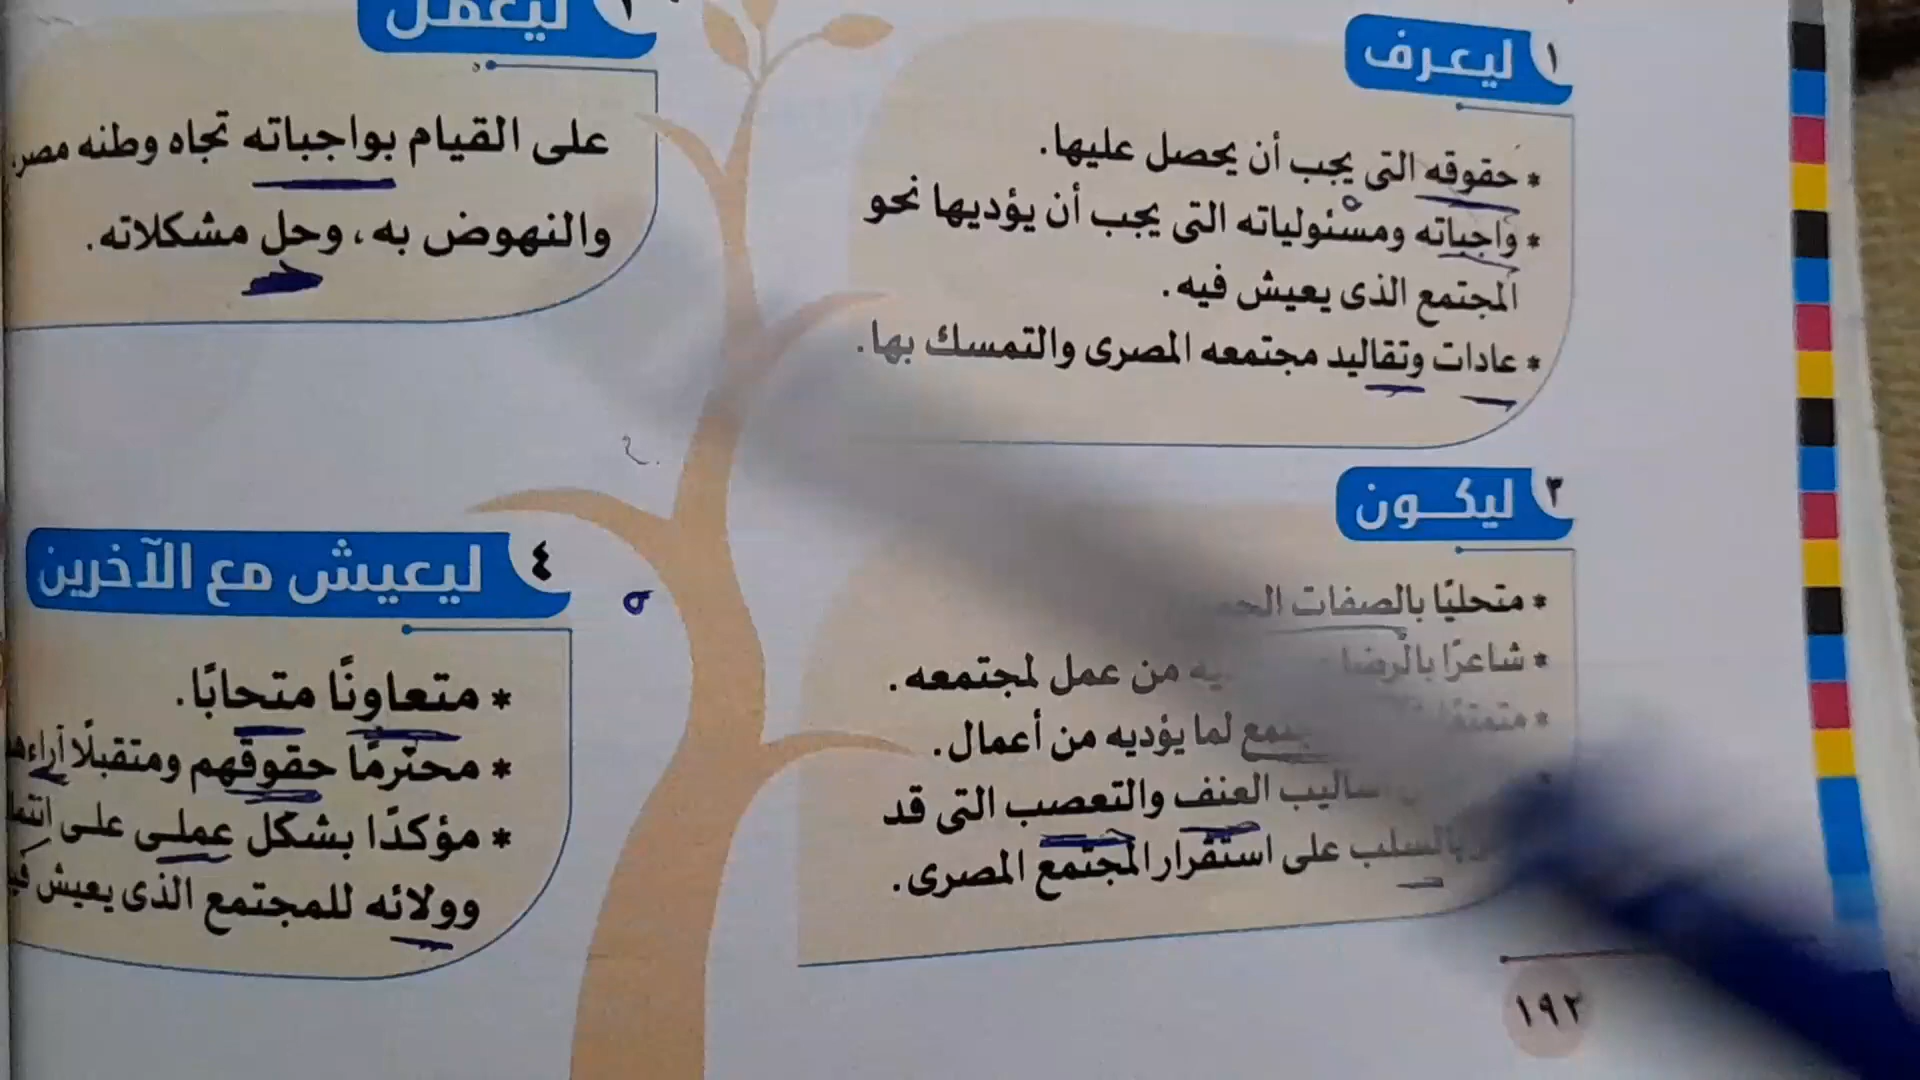 ١ ليعرف
* حقوقه التى يجب أن يحصل عليها.
* واجباته ومسئولياته التى يجب أن يؤديها نحو
المجتمع الذى يعيش فيه.
* عادات وتقاليد مجتمعه المصرى والتمسك بها.
٢ ليعمل
على القيام بواجباته تجاه وطنه مصر،
والنهوض به، وحل مشكلاته.
٣ ليكون
* متحليًا بالصفات
* شاعرًا بالرضا من عمل لمجتمعه.
* لما يؤديه من أعمال.
العنف والتعصب التى قد
بالسلب على استقرار المجتمع المصرى.
٤ ليعيش مع الآخرين
* متعاونًا متحابًا.
* محترمًا حقوقهم ومتقبلًا
* مؤكدًا بشكل عملى على
وولائه للمجتمع الذى يعيش
١٩٢